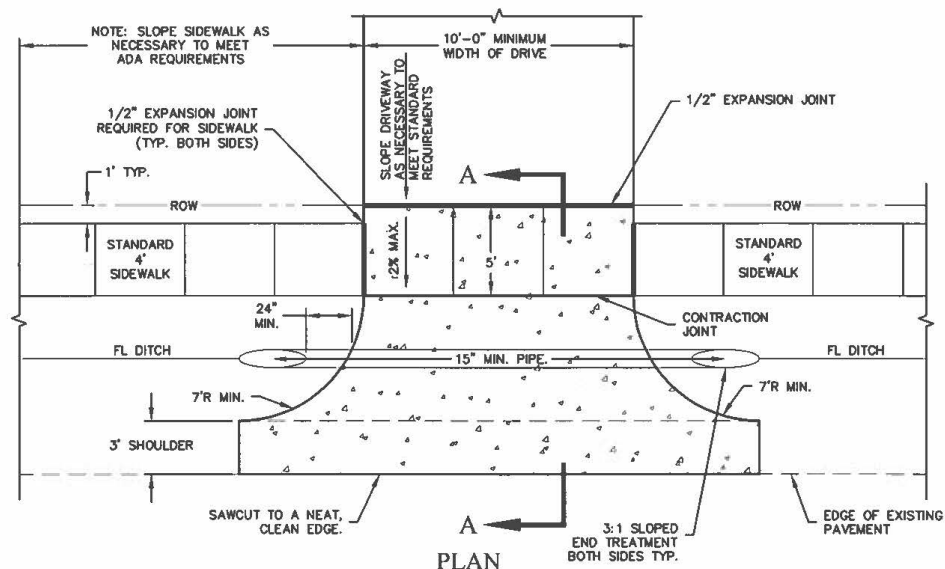 NOTE: SLOPE SIDEWALK AS
NECESSARY TO MEET
ADA REQUIREMENTS
10'-0" MINIMUM
WIDTH OF DRIVE
SLOPE DRIVEWAY
AS NECESSARY TO
MEET STANDARD
REQUIREMENTS
1/2" EXPANSION JOINT
REQUIRED FOR SIDEWALK
(TYP. BOTH SIDES)
1/2" EXPANSION JOINT
1' TYP.
A
ROW
ROW
STANDARD
4'
SIDEWALK
2% MAX.
5'
STANDARD
4'
SIDEWALK
24"
MIN.
CONTRACTION
JOINT
FL DITCH
15" MIN. PIPE.
FL DITCH
7'R MIN.
7'R MIN.
3' SHOULDER
SAWCUT TO A NEAT,
CLEAN EDGE.
A
3:1 SLOPED
END TREATMENT
BOTH SIDES TYP.
EDGE OF EXISTING
PAVEMENT
PLAN